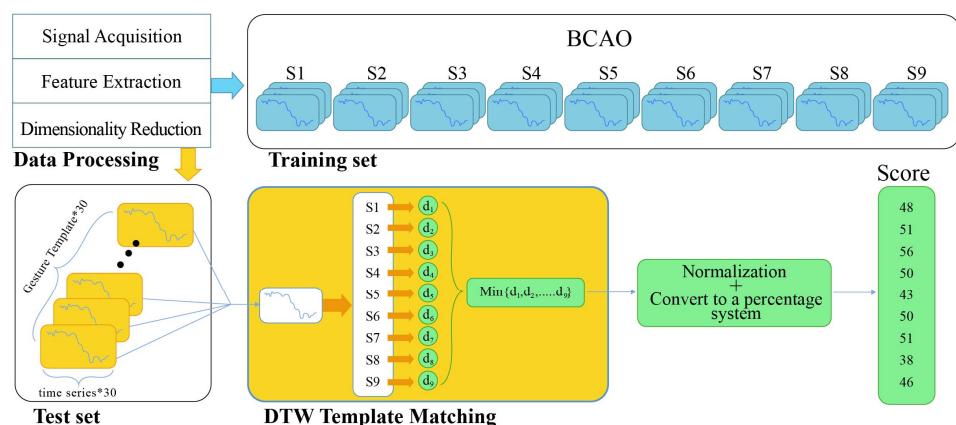 Signal Acquisition
Feature Extraction
Dimensionality Reduction
Data Processing
BCAO
S1 S2 S3 S4 S5 S6 S7 S8 S9
Training set
Gesture Template*30
time series*30
Test set
S1 d₁
S2 d₂
S3 d₃
S4 d₄
S5 d₅
S6 d₆
S7 d₇
S8 d₈
S9 d₉
Min{d₁,d₂,.....d₉}
DTW Template Matching
Normalization
+
Convert to a percentage
system
Score
48
51
56
50
43
50
51
38
46